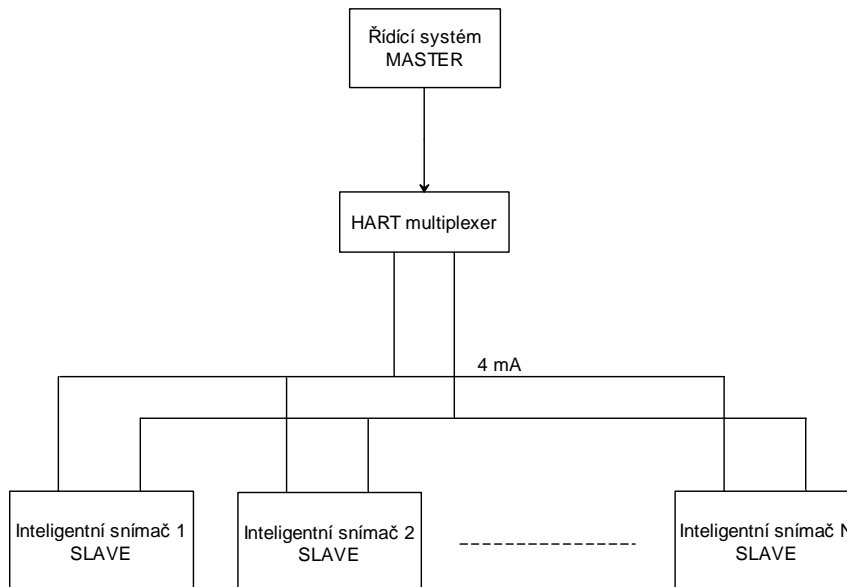 Řídící systém
MASTER
HART multiplexer
4 mA
Inteligentní snímač 1
SLAVE
Inteligentní snímač 2
SLAVE
Inteligentní snímač N
SLAVE